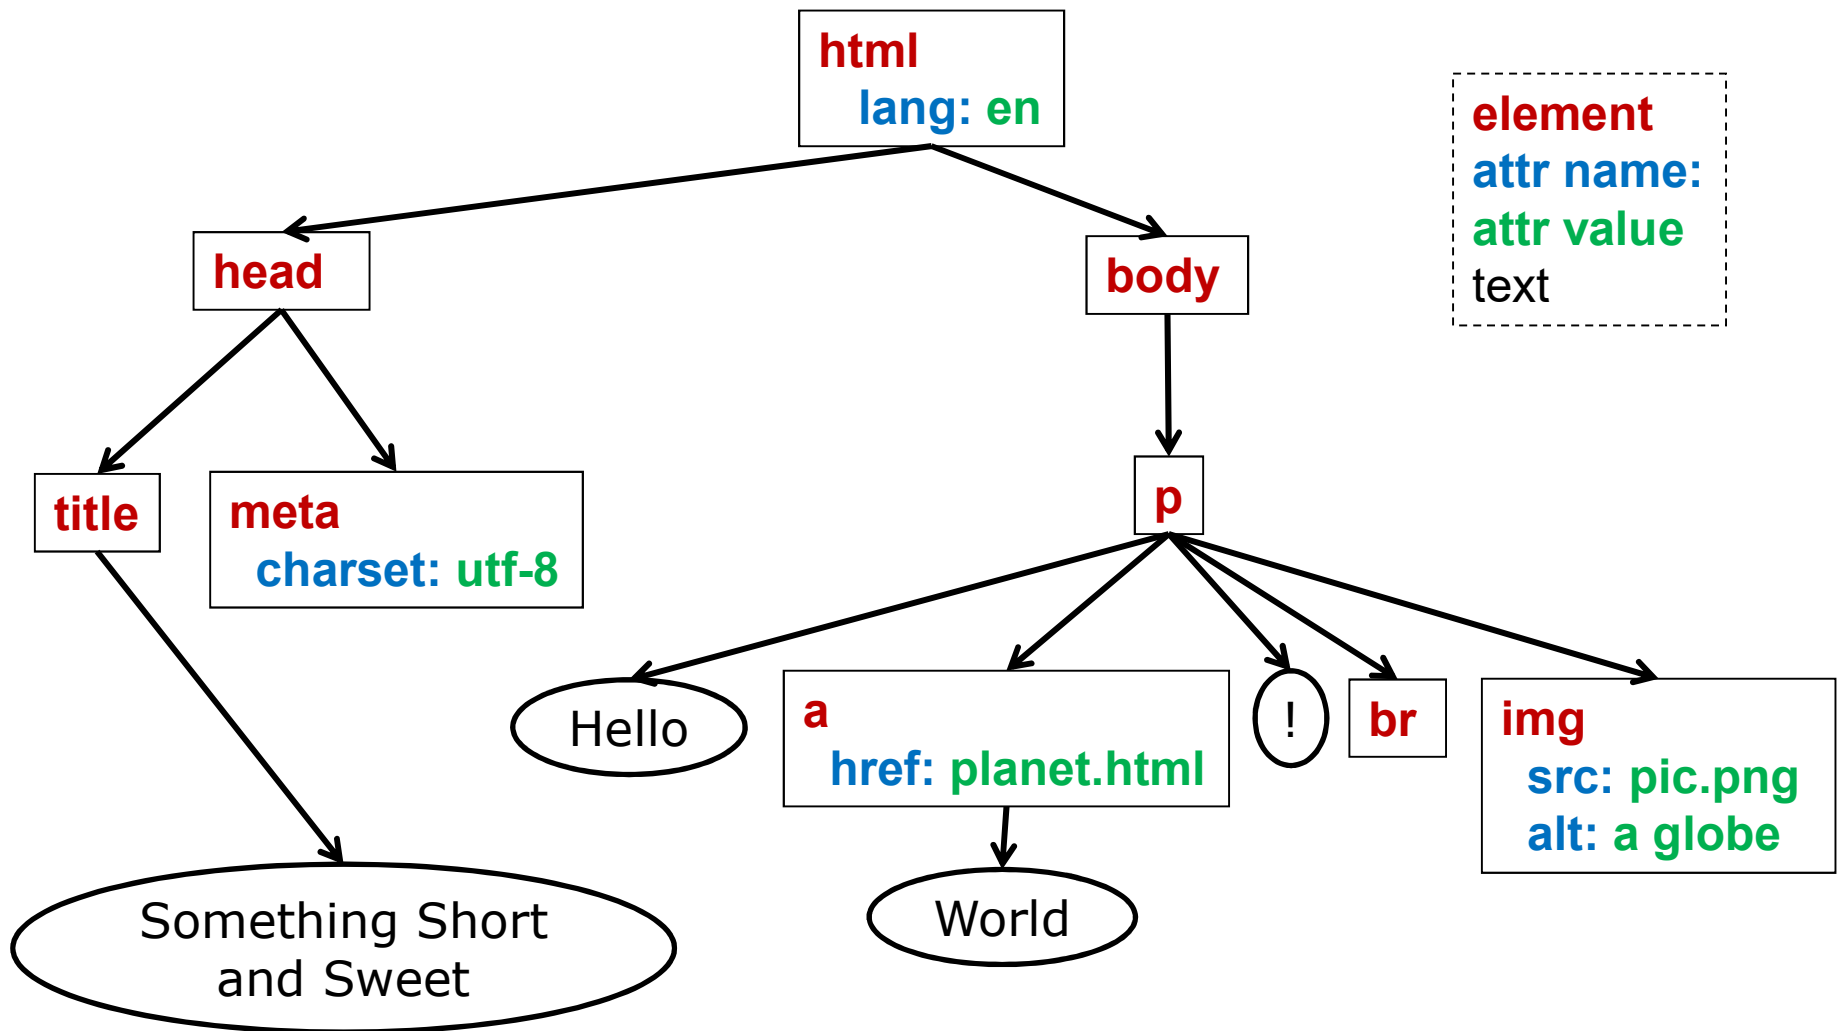 html
lang: en
element
attr name:
attr value
text
head
body
title
meta
charset: utf-8
p
Hello
a
href: planet.html
!
br
img
src: pic.png
alt: a globe
Something Short
and Sweet
World